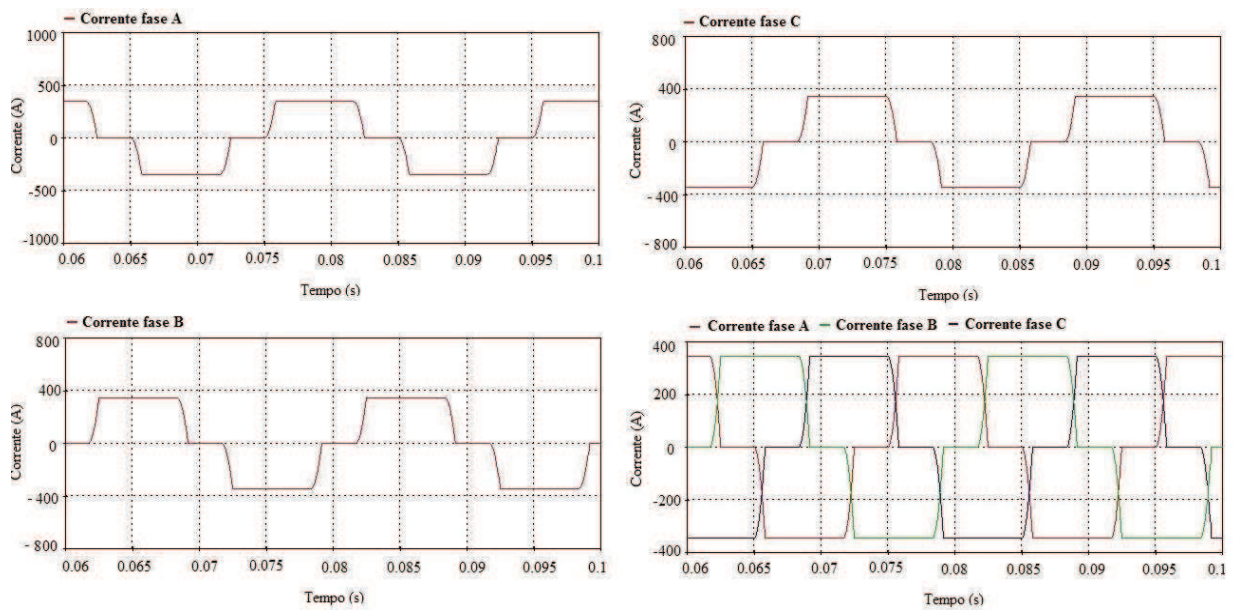 Corrente fase A
1000
500
0
-500
-1000
Corrente (A)
0.06 0.065 0.07 0.075 0.08 0.085 0.09 0.095 0.1
Tempo (s)
Corrente fase C
800
400
0
- 400
- 800
Corrente (A)
0.06 0.065 0.07 0.075 0.08 0.085 0.09 0.095 0.1
Tempo (s)
Corrente fase B
800
400
0
- 400
- 800
Corrente (A)
0.06 0.065 0.07 0.075 0.08 0.085 0.09 0.095 0.1
Tempo (s)
Corrente fase A Corrente fase B Corrente fase C
400
200
0
-200
-400
Corrente (A)
0.06 0.065 0.07 0.075 0.08 0.085 0.09 0.095 0.1
Tempo (s)